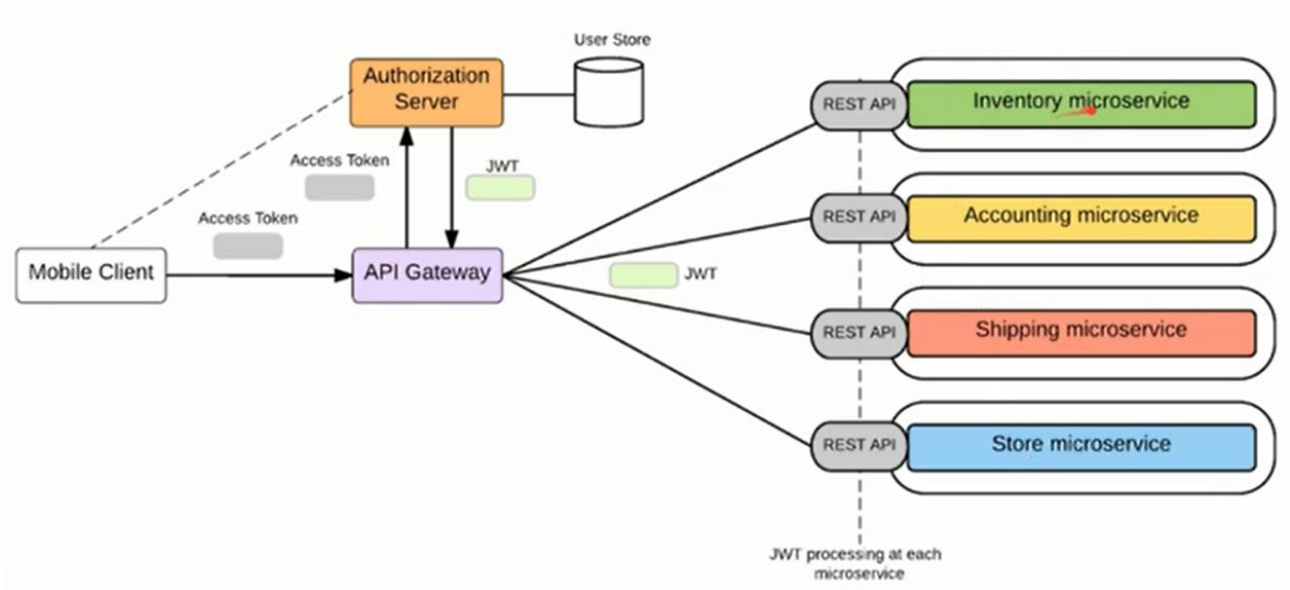 User Store
Authorization
Server
Access Token
JWT
Access Token
Mobile Client
API Gateway
JWT
REST API
Inventory microservice
REST API
Accounting microservice
REST API
Shipping microservice
REST API
Store microservice
JWT processing at each
microservice